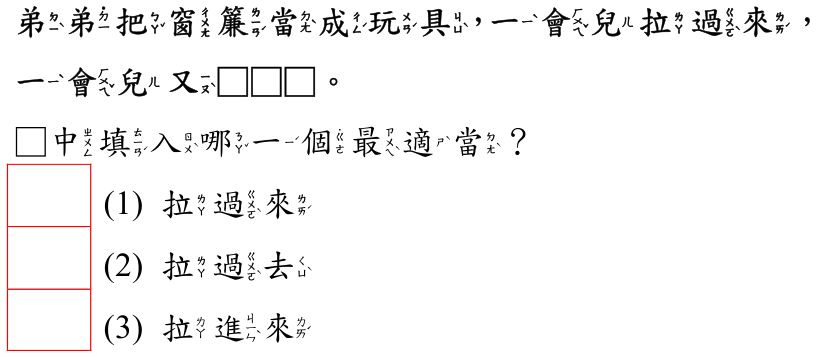 弟弟把窗簾當成玩具，一會兒拉過來，
一會兒又□□□。
□中填入哪一個最適當？
(1) 拉過來
(2) 拉過去
(3) 拉進來